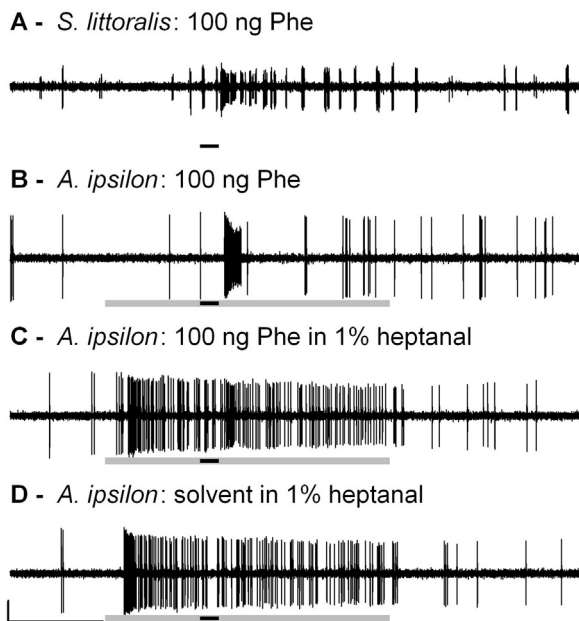 A - S. littoralis: 100 ng Phe
B - A. ipsilon: 100 ng Phe
C - A. ipsilon: 100 ng Phe in 1% heptanal
D - A. ipsilon: solvent in 1% heptanal